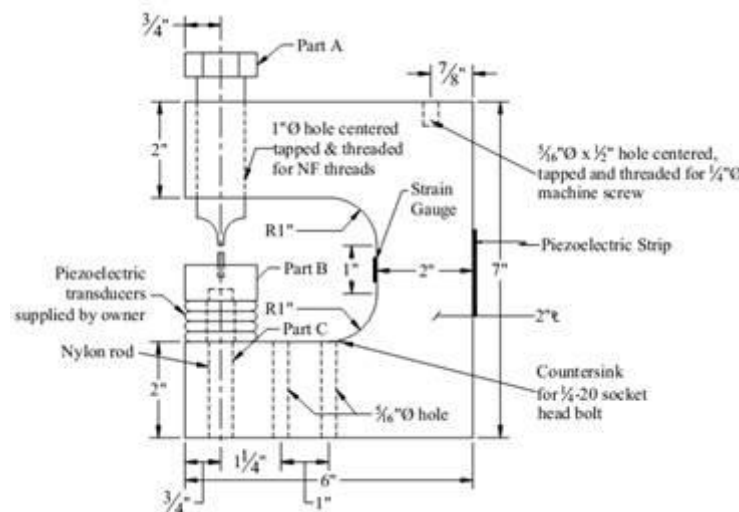 3/4"
Part A
7/8"
2"
1"Ø hole centered
tapped & threaded
for NF threads
5/16"Ø x 1/2" hole centered,
tapped and threaded for 1/4"Ø
machine screw
Strain
Gauge
R1"
Piezoelectric Strip
Piezoelectric
transducers
supplied by owner
Part B
1"
2"
7"
R1"
2"℄
Nylon rod
Part C
2"
Countersink
for 1/4-20 socket
head bolt
5/16"Ø hole
1 1/4"
6"
3/4"
1"